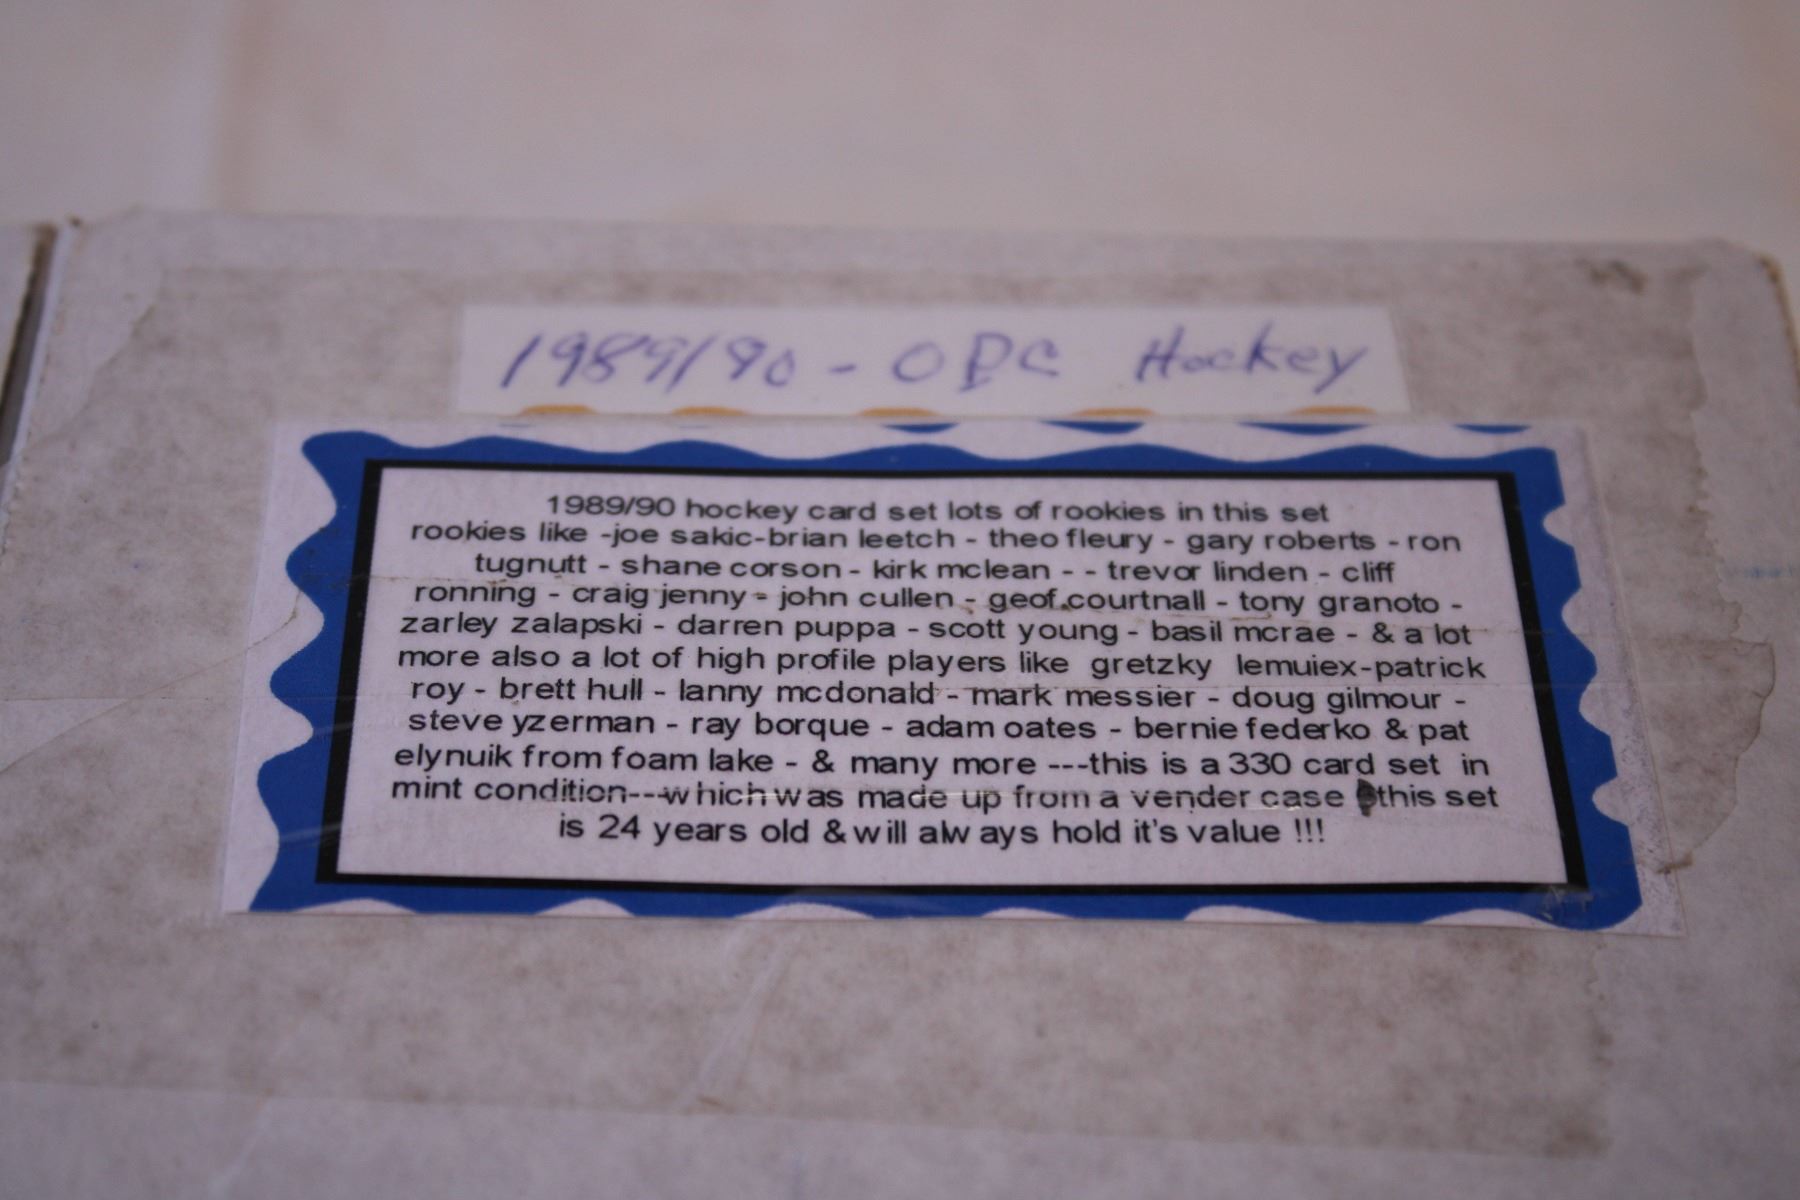 1989/90 - OPC Hockey
1989/90 hockey card set lots of rookies in this set
rookies like -joe sakic-brian leetch - theo fleury - gary roberts - ron
tugnutt - shane corson - kirk mclean - - trevor linden - cliff
ronning - craig jenny - john cullen - geof.courtnall - tony granoto -
zarley zalapski - darren puppa - scott young - basil mcrae - & a lot
more also a lot of high profile players like gretzky lemuiex-patrick
roy - brett hull - lanny mcdonald - mark messier - doug gilmour -
steve yzerman - ray borque - adam oates - bernie federko & pat
elynuik from foam lake - & many more ---this is a 330 card set in
mint condition---which was made up from a vender case this set
is 24 years old & will always hold it's value !!!